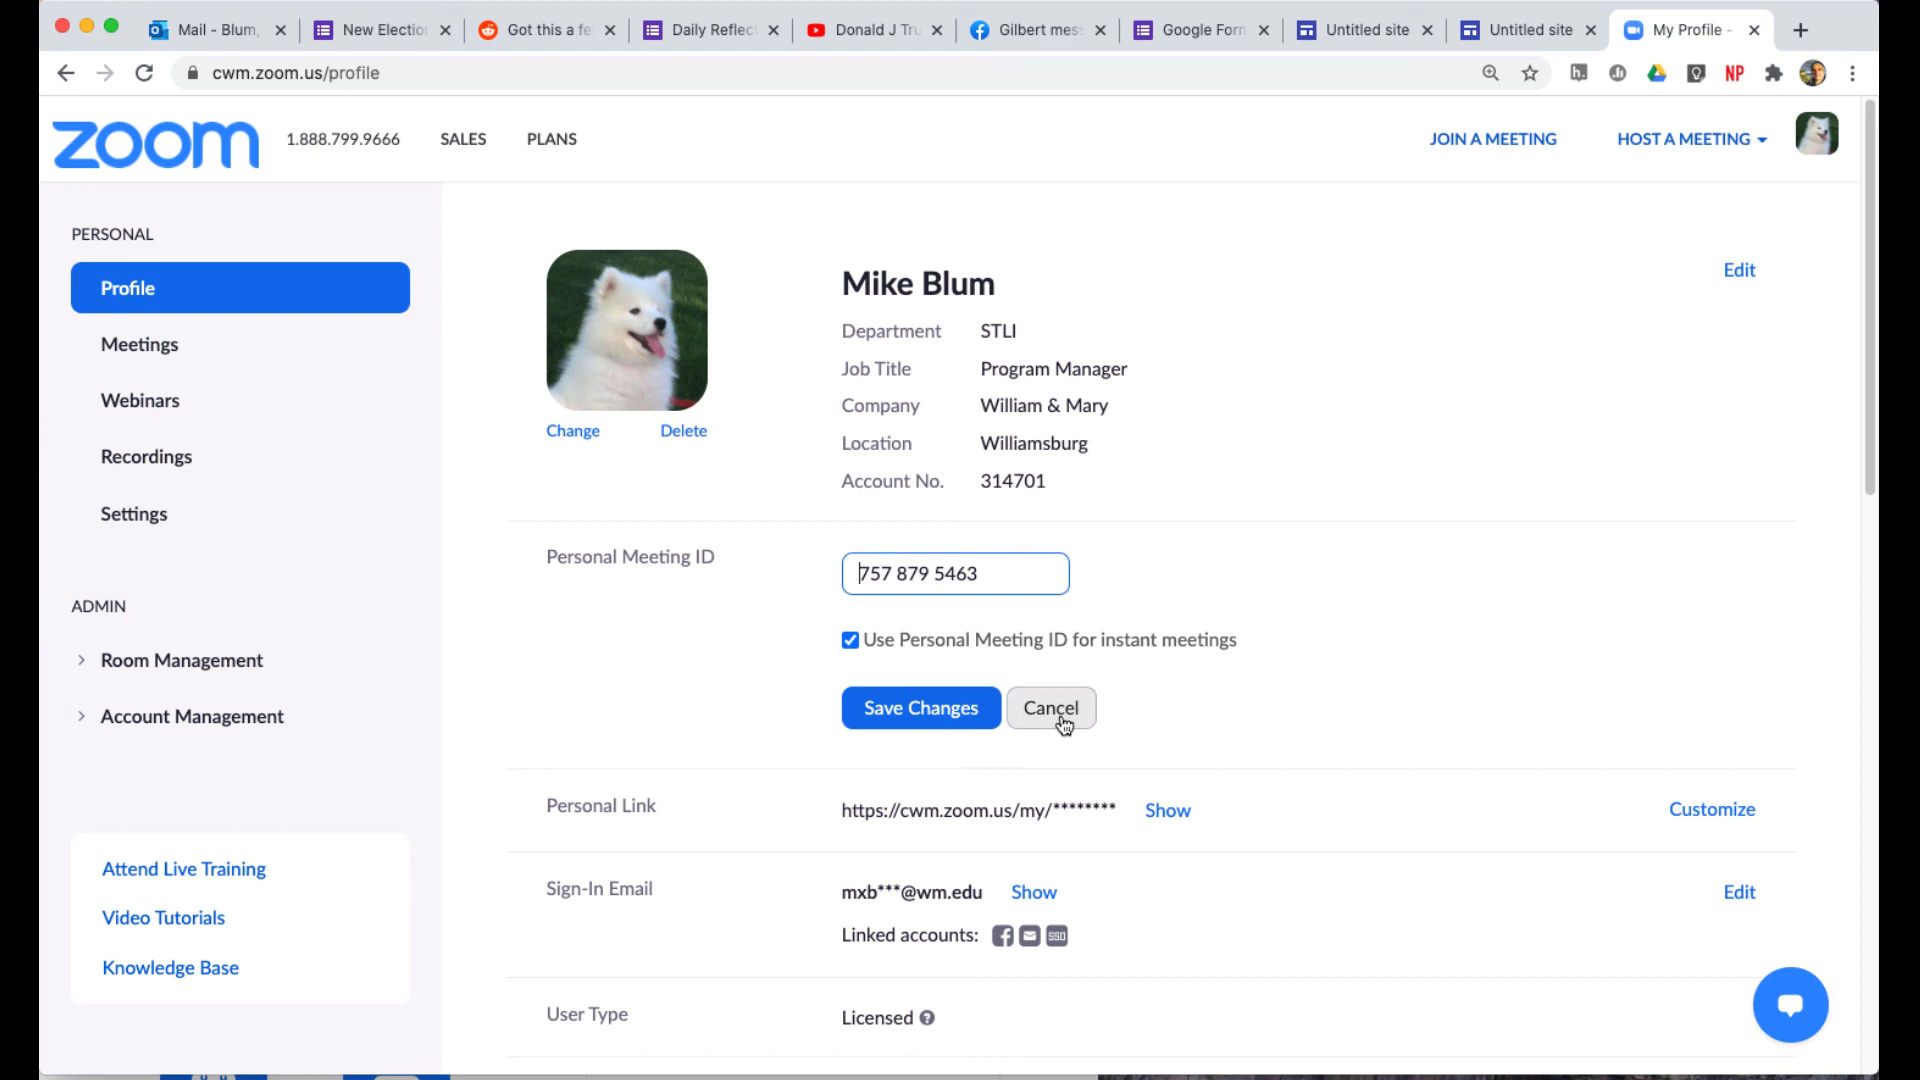 Mail - Blum,
New Election
Got this a fe
Daily Reflect
Donald J Tru
Gilbert mess
Google Form
Untitled site
Untitled site
My Profile -
cwm.zoom.us/profile
NP
zoom
1.888.799.9666
SALES
PLANS
JOIN A MEETING
HOST A MEETING
PERSONAL
Profile
Meetings
Webinars
Recordings
Settings
ADMIN
Room Management
Account Management
Attend Live Training
Video Tutorials
Knowledge Base
Change Delete
Mike Blum
Edit
Department STLI
Job Title Program Manager
Company William & Mary
Location Williamsburg
Account No. 314701
Personal Meeting ID
757 879 5463
Use Personal Meeting ID for instant meetings
Save Changes Cancel
Personal Link https://cwm.zoom.us/my/******** Show Customize
Sign-In Email mxb***@wm.edu Show Edit
Linked accounts: SSO
User Type Licensed